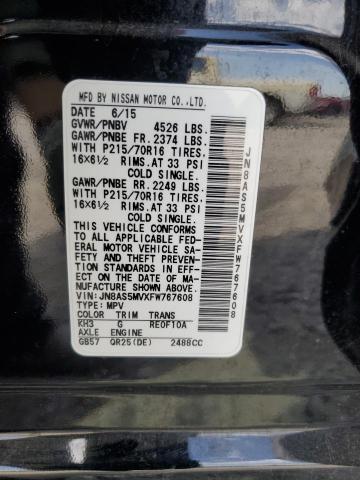 MFD BY NISSAN MOTOR CO.,LTD.
DATE 6/15
GVWR/PNBV 4526 LBS.
GAWR/PNBE FR. 2374 LBS.
WITH P215/70R16 TIRES,
16X6½ RIMS.AT 33 PSI
COLD SINGLE.
GAWR/PNBE RR. 2249 LBS.
WITH P215/70R16 TIRES,
16X6½ RIMS.AT 33 PSI
COLD SINGLE.
THIS VEHICLE CONFORMS
TO ALL APPLICABLE FED-
ERAL MOTOR VEHICLE SA-
FETY AND THEFT PREVENTION
STANDARDS IN EFF-
ECT ON THE DATE OF MA-
NUFACTURE SHOWN ABOVE.
VIN: JN8AS5MVXFW767608
TYPE: MPV
COLOR TRIM TRANS
KH3 G RE0F10A
AXLE ENGINE
GB57 QR25(DE) 2488CC
JN8AS5MVXFW767608